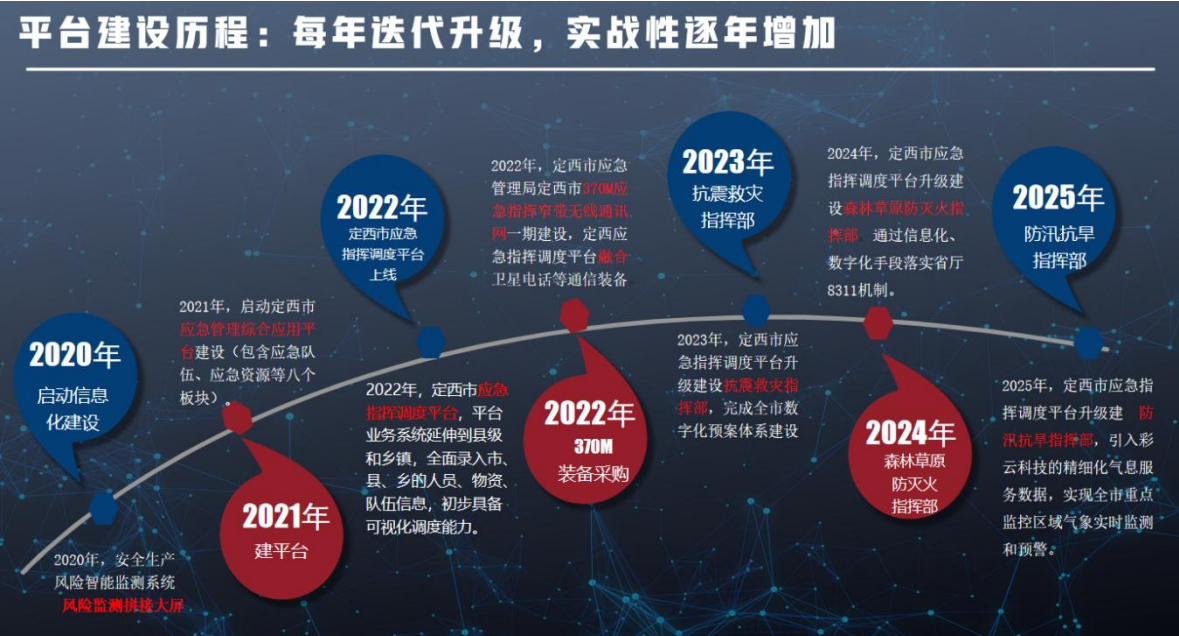 平台建设历程：每年迭代升级，实战性逐年增加
2020年
启动信息
化建设
2020年，安全生产
风险智能监测系统
风险监测拼接大屏
2021年，启动定西市
应急管理综合应用平
台建设（包含应急队
伍、应急资源等八个
板块）。
2021年
建平台
2022年
定西市应急
指挥调度平台
上线
2022年，定西市应急
指挥调度平台，平台
业务系统延伸到县级
和乡镇，全面录入市、
县、乡的人员、物资、
队伍信息，初步具备
可视化调度能力。
2022年，定西市应急
管理局定西市370M应
急指挥窄带无线通讯
网一期建设，定西应
急指挥调度平台融合
卫星电话等通信装备
2022年
370M
装备采购
2023年
抗震救灾
指挥部
2023年，定西市应
急指挥调度平台升
级建设抗震救灾指
挥部，完成全市数
字化预案体系建设
2024年，定西市应急
指挥调度平台升级建
设森林草原防灭火指
挥部，通过信息化、
数字化手段落实省厅
8311机制。
2024年
森林草原
防灭火
指挥部
2025年
防汛抗旱
指挥部
2025年，定西市应急指
挥调度平台升级建 防
汛抗旱指挥部，引入彩
云科技的精细化气息服
务数据，实现全市重点
监控区域气象实时监测
和预警。